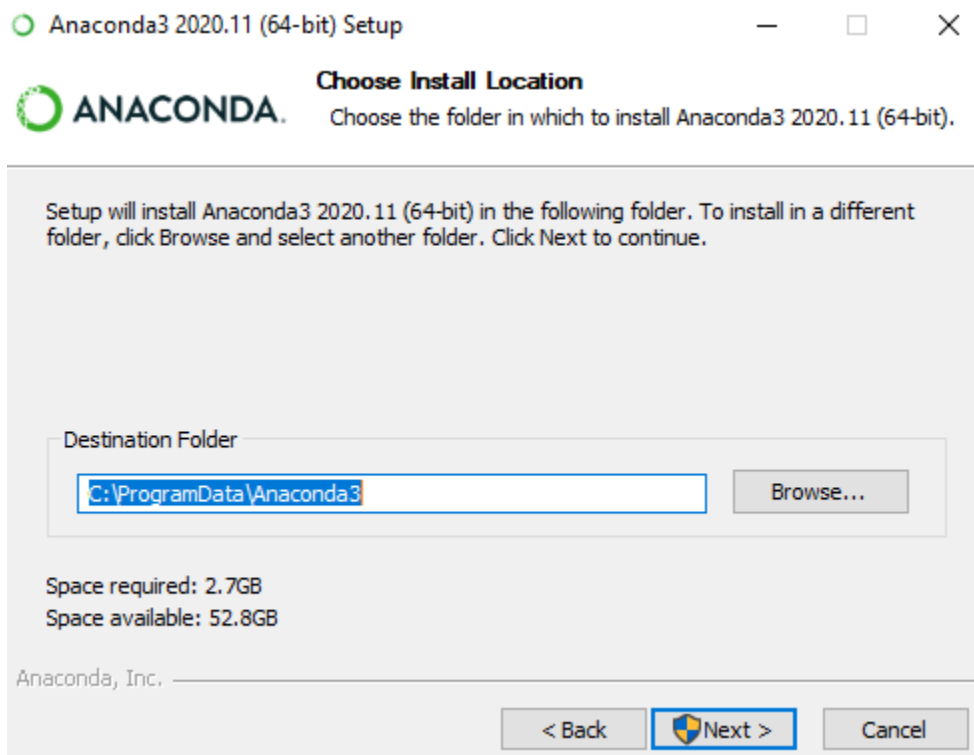 Anaconda3 2020.11 (64-bit) Setup
ANACONDA.
Choose Install Location
Choose the folder in which to install Anaconda3 2020.11 (64-bit).
Setup will install Anaconda3 2020.11 (64-bit) in the following folder. To install in a different
folder, click Browse and select another folder. Click Next to continue.
Destination Folder
C:\ProgramData\Anaconda3
Browse...
Space required: 2.7GB
Space available: 52.8GB
Anaconda, Inc.
< Back
Next >
Cancel